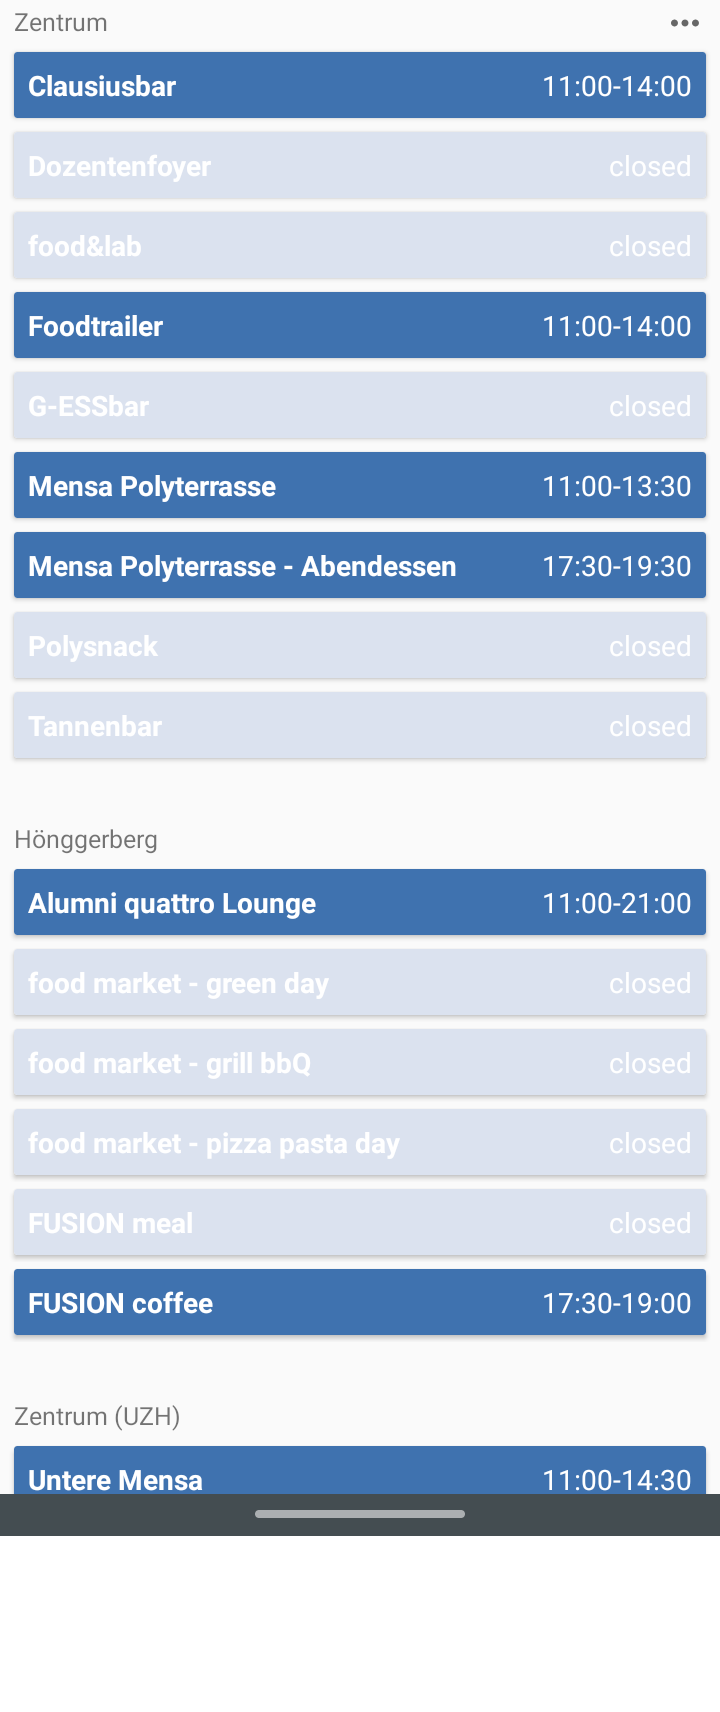 Zentrum
Clausiusbar 11:00-14:00
Dozentenfoyer closed
food&lab closed
Foodtrailer 11:00-14:00
G-ESSbar closed
Mensa Polyterrasse 11:00-13:30
Mensa Polyterrasse - Abendessen 17:30-19:30
Polysnack closed
Tannenbar closed
Hönggerberg
Alumni quattro Lounge 11:00-21:00
food market - green day closed
food market - grill bbQ closed
food market - pizza pasta day closed
FUSION meal closed
FUSION coffee 17:30-19:00
Zentrum (UZH)
Untere Mensa 11:00-14:30